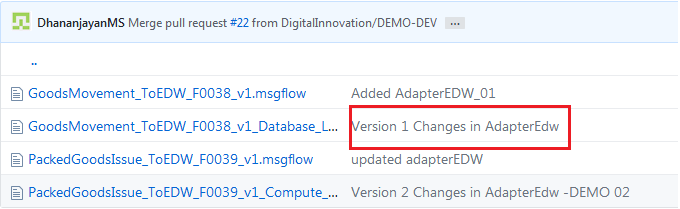 DhananjayanMS Merge pull request #22 from DigitalInnovation/DEMO-DEV ...
..
GoodsMovement_ToEDW_F0038_v1.msgflow Added AdapterEDW_01
GoodsMovement_ToEDW_F0038_v1_Database_L... Version 1 Changes in AdapterEdw
PackedGoodsIssue_ToEDW_F0039_v1.msgflow updated adapterEDW
PackedGoodsIssue_ToEDW_F0039_v1_Compute_... Version 2 Changes in AdapterEdw -DEMO 02